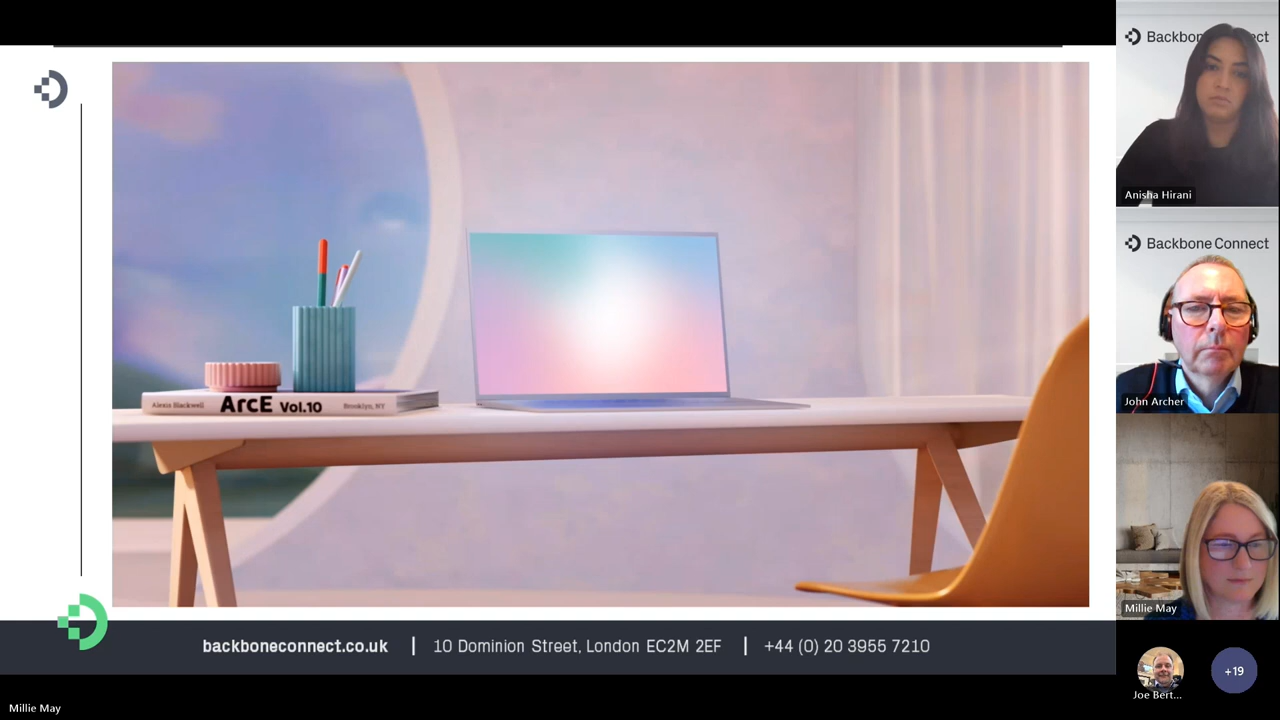 Alexis Blackwell ArcE Vol.10 Brooklyn, NY
backboneconnect.co.uk | 10 Dominion Street, London EC2M 2EF | +44 (0) 20 3955 7210
Millie May
Backbone Connect
Anisha Hirani
Backbone Connect
John Archer
Millie May
Joe Bert...
+19